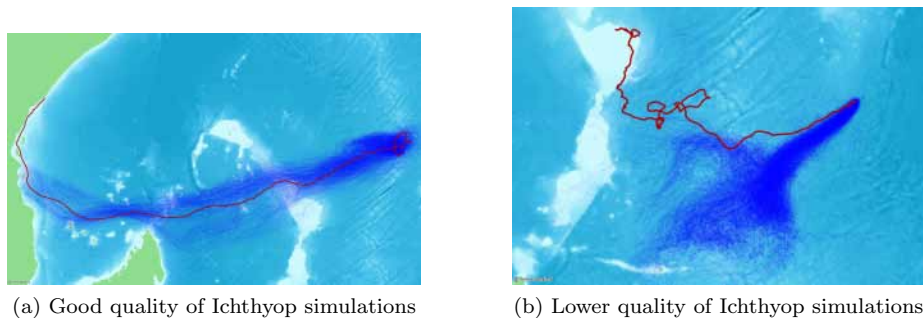 (a) Good quality of Ichthyop simulations
(b) Lower quality of Ichthyop simulations